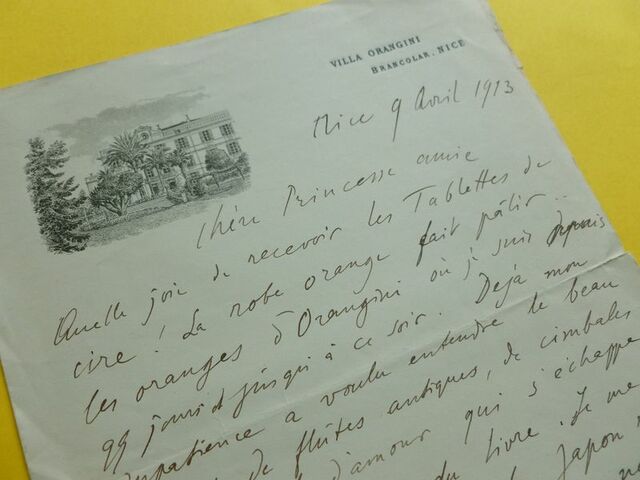 VILLA ORANGINI
BRANCOLAR, NICE
Nice 9 Avril 1913
Chère Princesse amie
Quelle joie de recevoir les Tablettes de
cire ! La robe orange fait pâlir
les oranges d'Orangini où je suis depuis
99 jours et jusqu'à ce soir. Dejà mon
impatience a voulu entendre le beau
de flûtes antiques, de cimbales
d'amour qui s'échappe
du livre. Je me
Japon